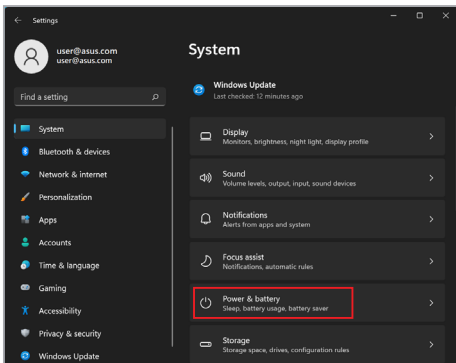 Settings
user@asus.com
user@asus.com
Find a setting
System
Bluetooth & devices
Network & internet
Personalization
Apps
Accounts
Time & language
Gaming
Accessibility
Privacy & security
Windows Update
System
Windows Update
Last checked: 12 minutes ago
Display
Monitors, brightness, night light, display profile
Sound
Volume levels, output, input, sound devices
Notifications
Alerts from apps and system
Focus assist
Notifications, automatic rules
Power & battery
Sleep, battery usage, battery saver
Storage
Storage space, drives, configuration rules